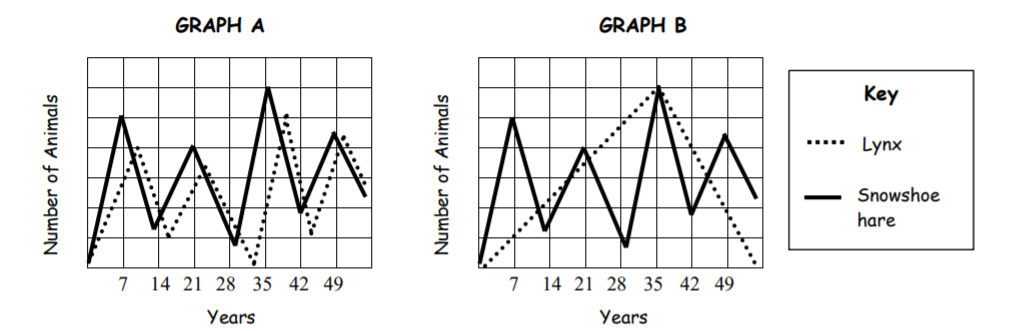 GRAPH A
Number of Animals
7 14 21 28 35 42 49
Years
GRAPH B
Number of Animals
7 14 21 28 35 42 49
Years
Key
Lynx
Snowshoe
hare